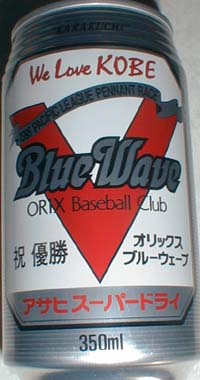 "KARAKUCHI"
We Love KOBE
1995 PACIFIC LEAGUE PENNANT RACE
Blue Wave
ORIX Baseball Club
祝 優勝
オリックス
ブルーウェーブ
アサヒ スーパードライ
350ml